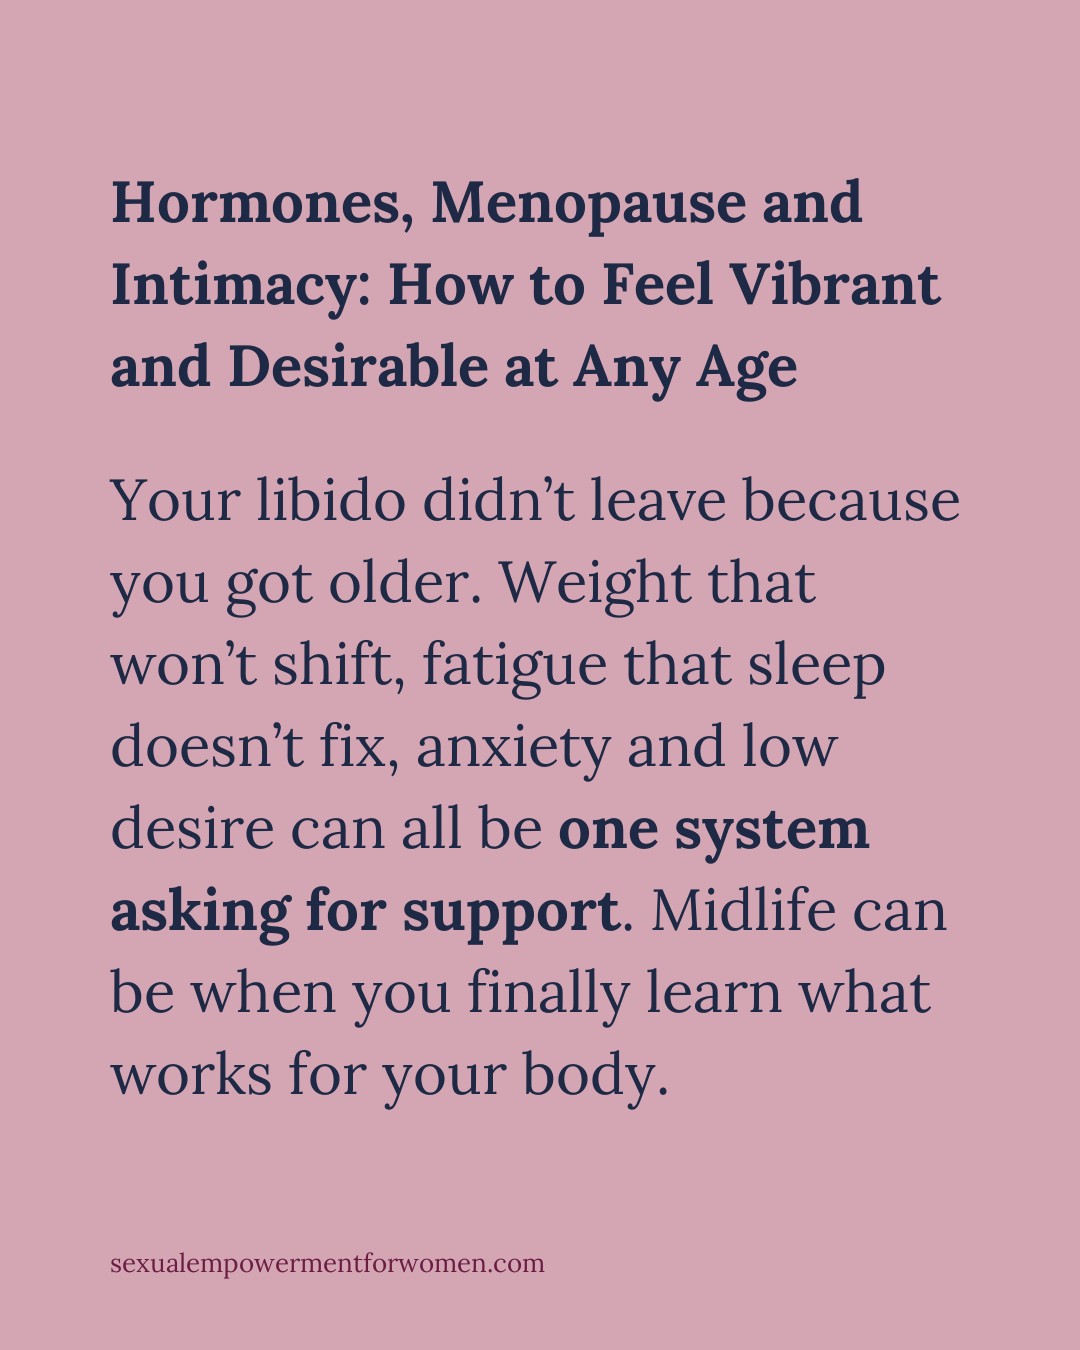 Hormones, Menopause and
Intimacy: How to Feel Vibrant
and Desirable at Any Age
Your libido didn’t leave because
you got older. Weight that
won’t shift, fatigue that sleep
doesn’t fix, anxiety and low
desire can all be one system
asking for support. Midlife can
be when you finally learn what
works for your body.
sexualempowermentforwomen.com